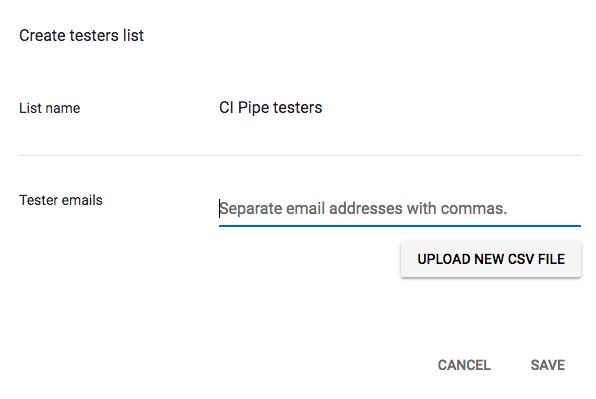 Create testers list
List name
CI Pipe testers
Tester emails
Separate email addresses with commas.
UPLOAD NEW CSV FILE
CANCEL
SAVE